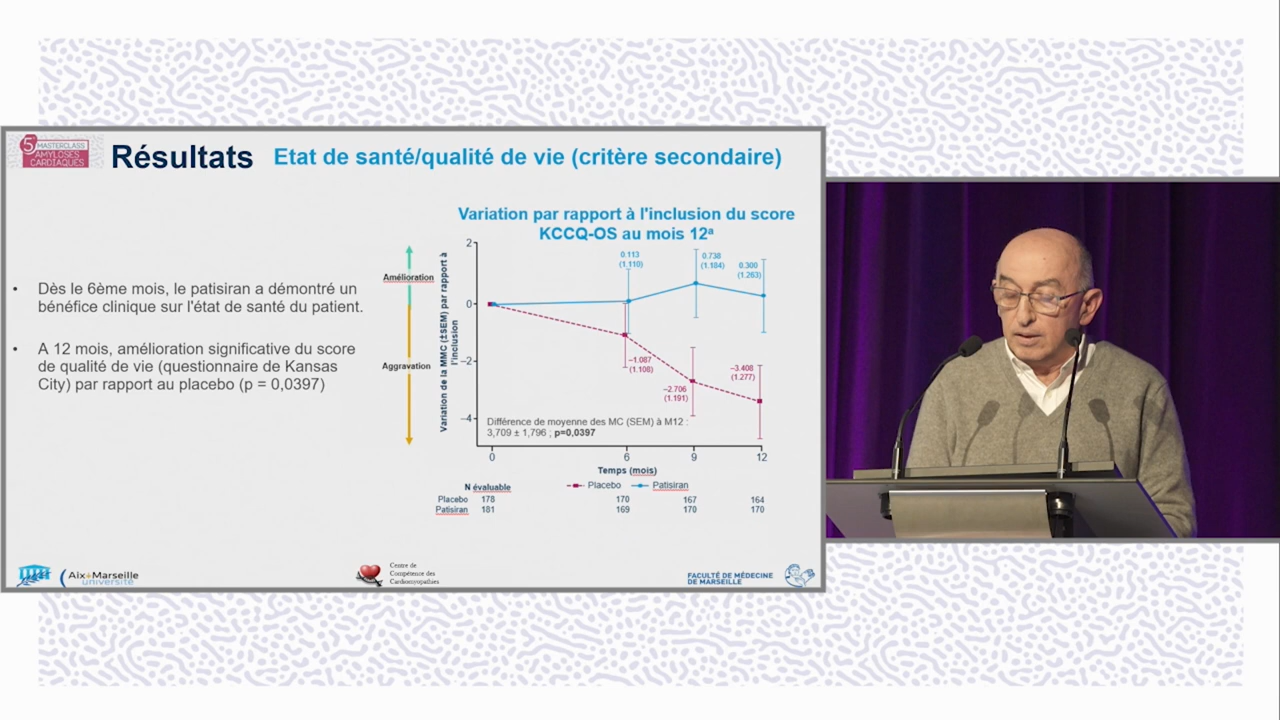 5e MASTERCLASS
AMYLOSES
CARDIAQUES
Résultats Etat de santé/qualité de vie (critère secondaire)
• Dès le 6ème mois, le patisiran a démontré un
bénéfice clinique sur l'état de santé du patient.
• A 12 mois, amélioration significative du score
de qualité de vie (questionnaire de Kansas
City) par rapport au placebo (p = 0,0397)
Variation par rapport à l'inclusion du score
KCCQ-OS au mois 12ª
Amélioration
Aggravation
Variation de la MMC (±SEM) par rapport à
l'inclusion
2
0
–2
–4
0.113
(1.110)
0.738
(1.184)
0.300
(1.263)
–1.087
(1.108)
–2.706
(1.191)
–3.408
(1.277)
Différence de moyenne des MC (SEM) à M12 :
3,709 ± 1,796 ; p=0,0397
0 6 9 12
Temps (mois)
Placebo Patisiran
N évaluable
Placebo 178 170 167 164
Patisiran 181 169 170 170
Aix+Marseille
université
Centre de
Compétence des
Cardiomyopathies
FACULTÉ DE MÉDECINE
DE MARSEILLE